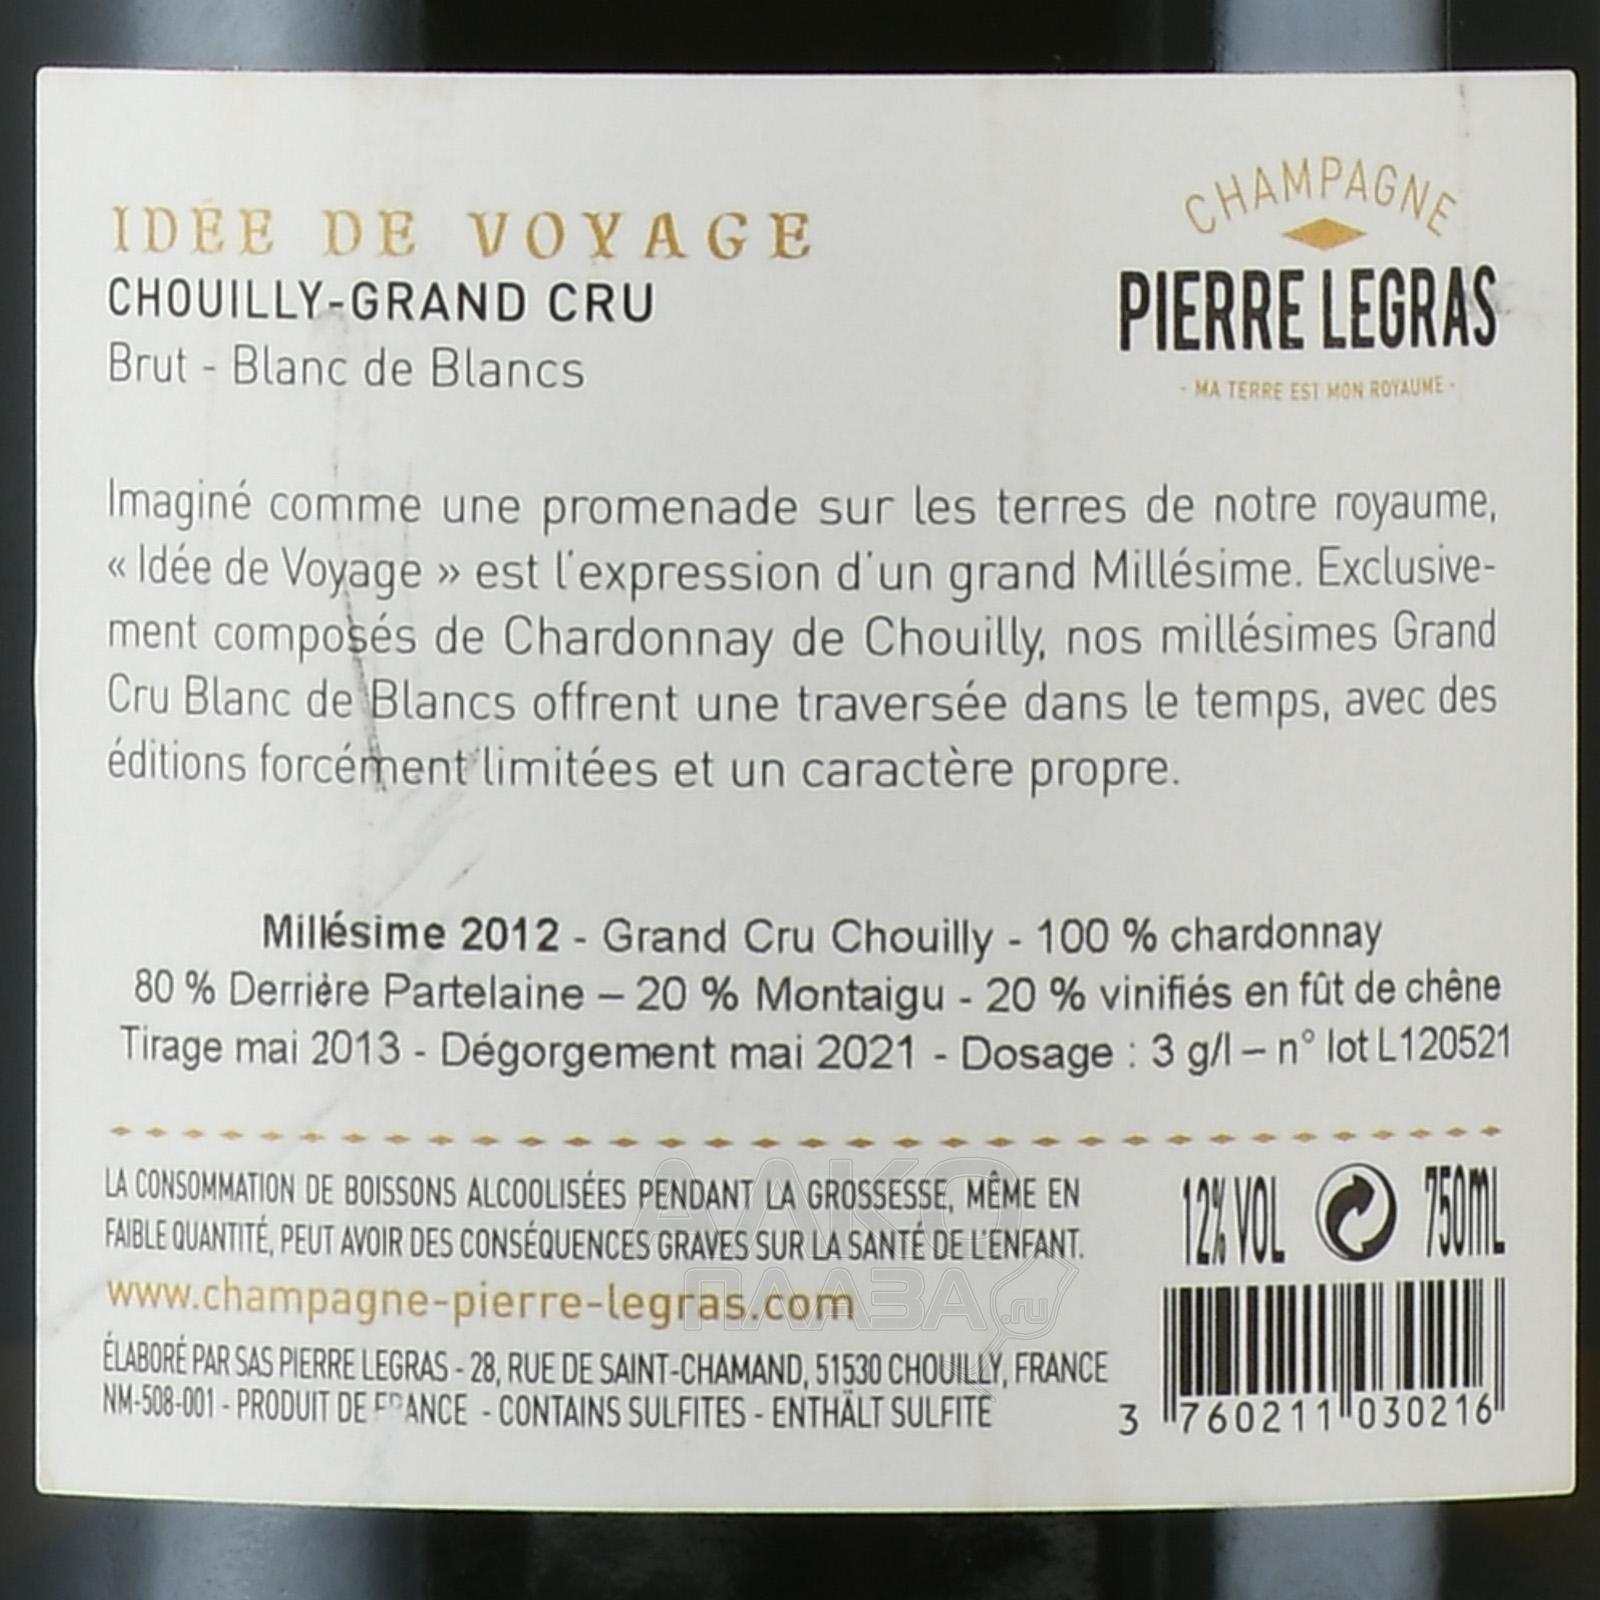 IDÉE DE VOYAGE
CHOUILLY-GRAND CRU
Brut - Blanc de Blancs
CHAMPAGNE
PIERRE LEGRAS
- MA TERRE EST MON ROYAUME -
Imaginé comme une promenade sur les terres de notre royaume,
« Idée de Voyage » est l'expression d'un grand Millésime. Exclusive-
ment composés de Chardonnay de Chouilly, nos millésimes Grand
Cru Blanc de Blancs offrent une traversée dans le temps, avec des
éditions forcément limitées et un caractère propre.
Millésime 2012 - Grand Cru Chouilly - 100 % chardonnay
80 % Derrière Partelaine – 20 % Montaigu - 20 % vinifiés en fût de chêne
Tirage mai 2013 - Dégorgement mai 2021 - Dosage : 3 g/l – n° lot L120521
LA CONSOMMATION DE BOISSONS ALCOOLISÉES PENDANT LA GROSSESSE, MÊME EN
FAIBLE QUANTITÉ, PEUT AVOIR DES CONSÉQUENCES GRAVES SUR LA SANTÉ DE L'ENFANT.
www.champagne-pierre-legras.com
ÉLABORÉ PAR SAS PIERRE LEGRAS - 28, RUE DE SAINT-CHAMAND, 51530 CHOUILLY, FRANCE
NM-508-001 - PRODUIT DE FRANCE - CONTAINS SULFITES - ENTHÄLT SULFITE
12% VOL 750mL
3 760211 030216
АЛКО
ПЛАЗА.ru